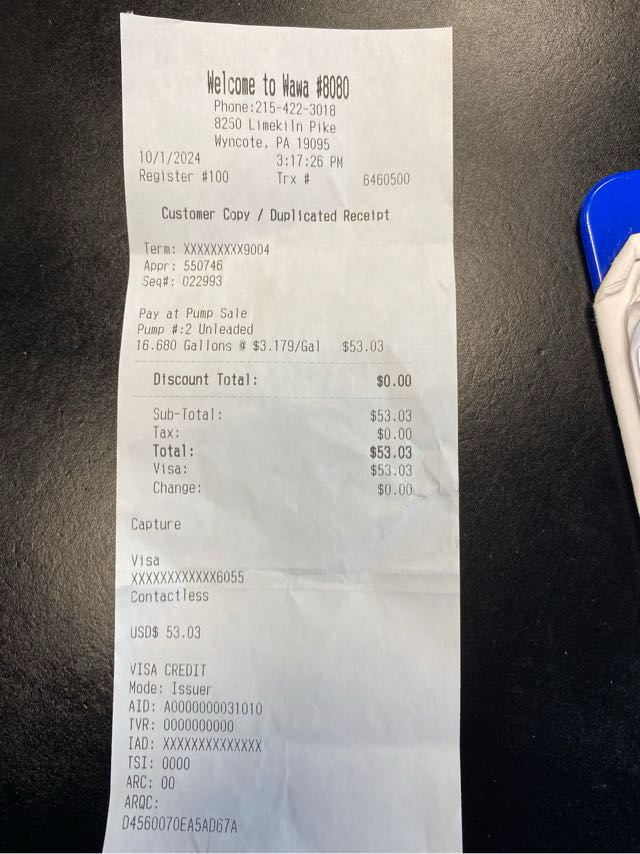 Welcome to Wawa #8080
Phone:215-422-3018
8250 Limekiln Pike
Wyncote, PA 19095
10/1/2024 3:17:26 PM
Register #100 Trx # 6460500
Customer Copy / Duplicated Receipt
Term: XXXXXXXXX9004
Appr: 550746
Seq#: 022993
Pay at Pump Sale
Pump #:2 Unleaded
16.680 Gallons @ $3.179/Gal $53.03
Discount Total: $0.00
Sub-Total: $53.03
Tax: $0.00
Total: $53.03
Visa: $53.03
Change: $0.00
Capture
Visa
XXXXXXXXXXXX6055
Contactless
USD$ 53.03
VISA CREDIT
Mode: Issuer
AID: A0000000031010
TVR: 0000000000
IAD: XXXXXXXXXXXXXX
TSI: 0000
ARC: 00
ARQC:
D4560070EA5AD67A